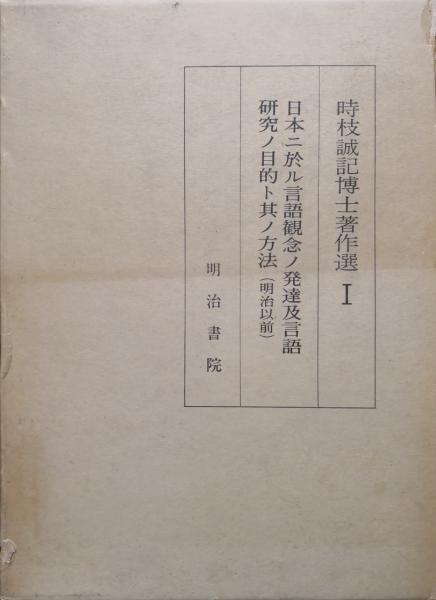 時枝誠記博士著作選 Ⅰ
日本ニ於ル言語観念ノ発達及言語
研究ノ目的ト其ノ方法（明治以前）
明治書院